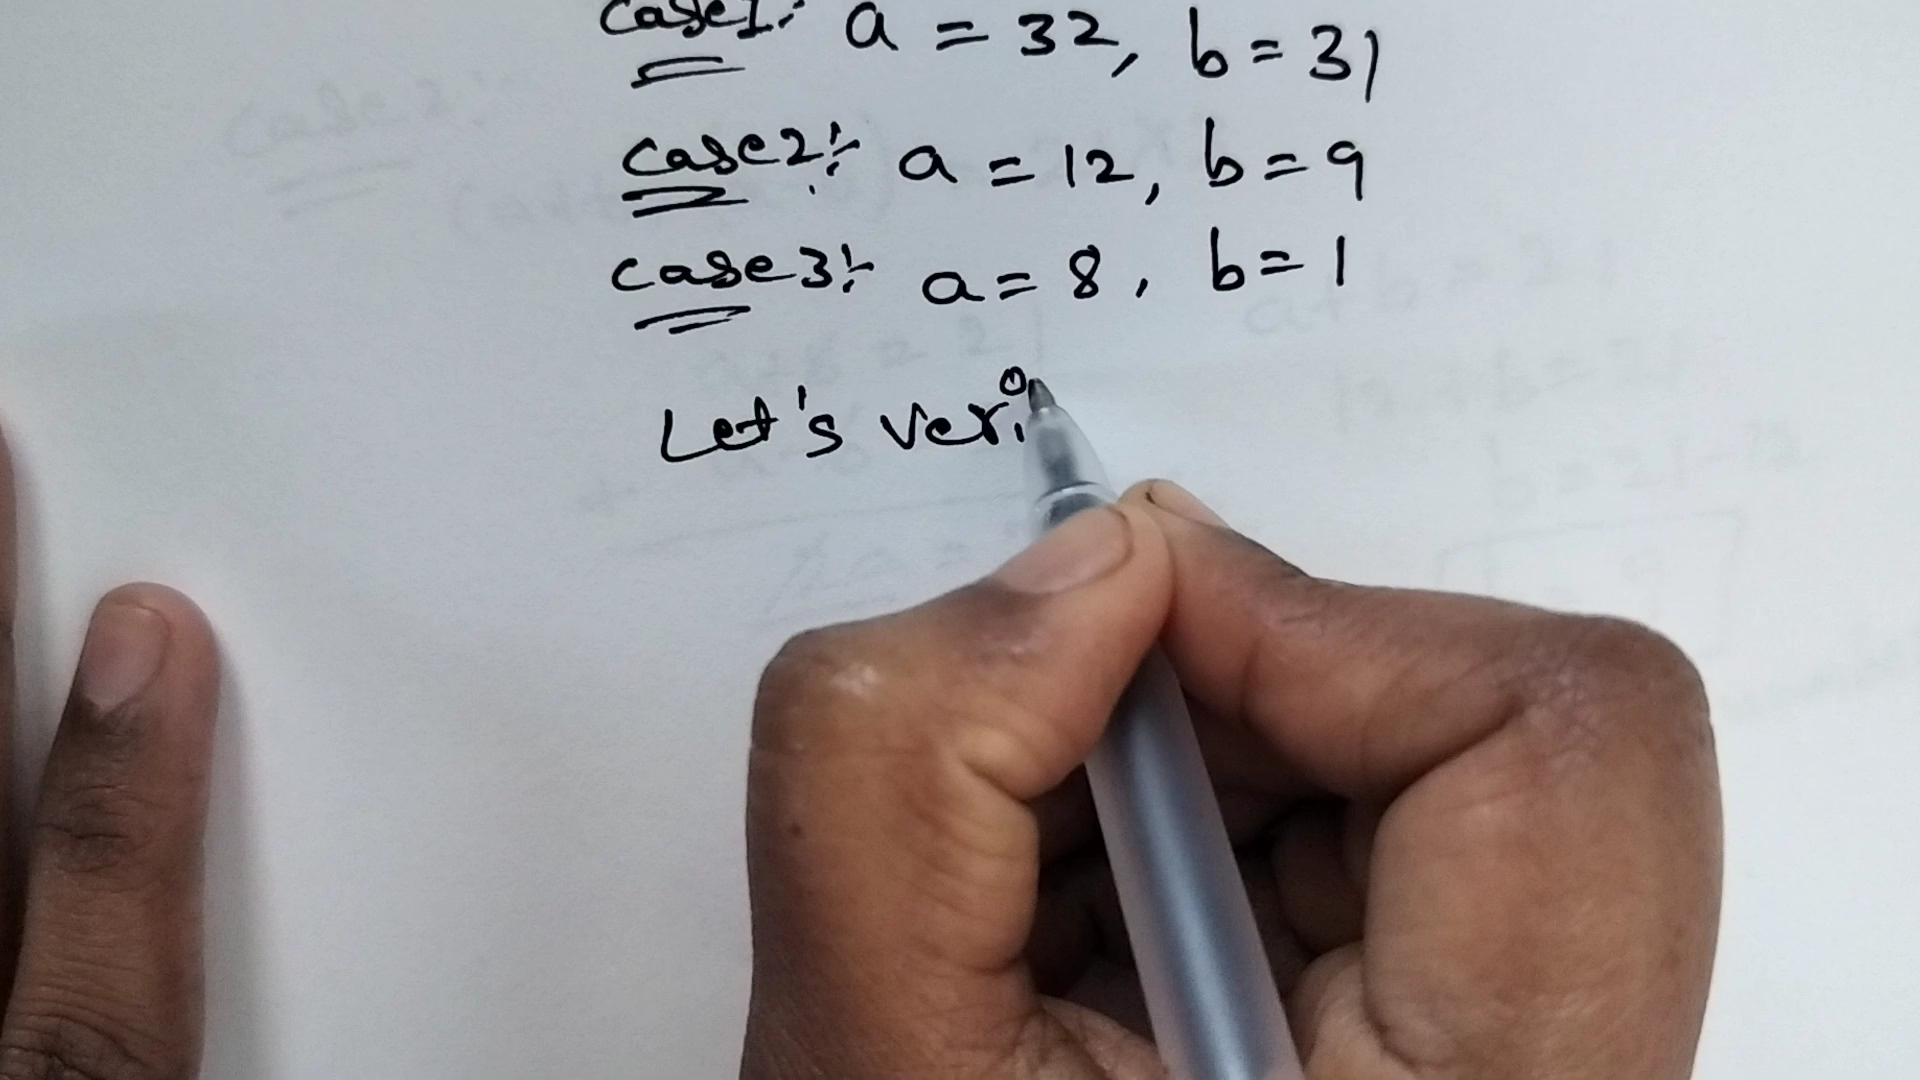 Case1:- a = 32, b = 31
Case2:- a = 12, b = 9
Case3:- a = 8, b = 1
Let's veri